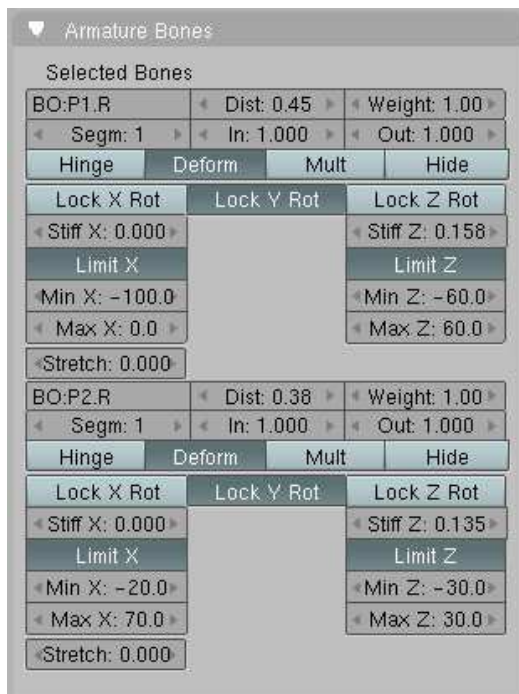 Armature Bones
Selected Bones
BO:P1.R Dist: 0.45 Weight: 1.00
Segm: 1 In: 1.000 Out: 1.000
Hinge Deform Mult Hide
Lock X Rot Lock Y Rot Lock Z Rot
Stiff X: 0.000 Stiff Z: 0.158
Limit X Limit Z
Min X: -100.0 Min Z: -60.0
Max X: 0.0 Max Z: 60.0
Stretch: 0.000
BO:P2.R Dist: 0.38 Weight: 1.00
Segm: 1 In: 1.000 Out: 1.000
Hinge Deform Mult Hide
Lock X Rot Lock Y Rot Lock Z Rot
Stiff X: 0.000 Stiff Z: 0.135
Limit X Limit Z
Min X: -20.0 Min Z: -30.0
Max X: 70.0 Max Z: 30.0
Stretch: 0.000